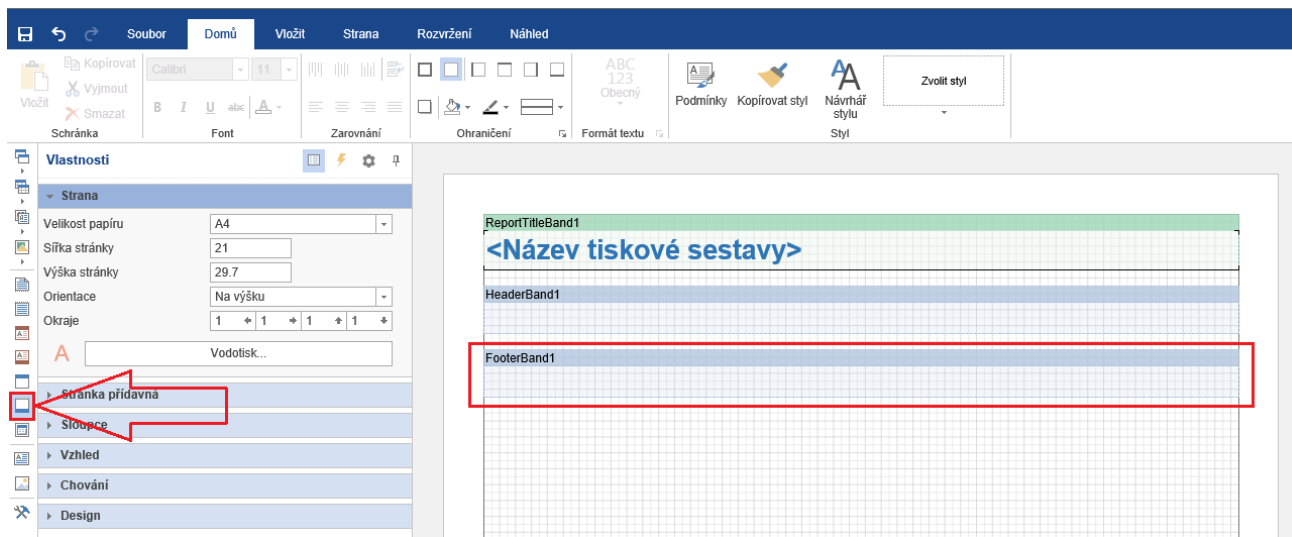 Soubor Domů Vložit Strana Rozvržení Náhled
Kopírovat
Vyjmout
Smazat
Vložit
Schránka
Calibri 11
B I U abc A
Font
Zarovnání
Ohraničení
ABC
123
Obecný
Formát textu
Podmínky
Kopírovat styl
Návrhář
stylu
Zvolit styl
Styl
Vlastnosti
Strana
Velikost papíru A4
Šířka stránky 21
Výška stránky 29.7
Orientace Na výšku
Okraje 1 1 1 1
A Vodotisk...
Stránka přídavná
Sloupce
Vzhled
Chování
Design
ReportTitleBand1
<Název tiskové sestavy>
HeaderBand1
FooterBand1